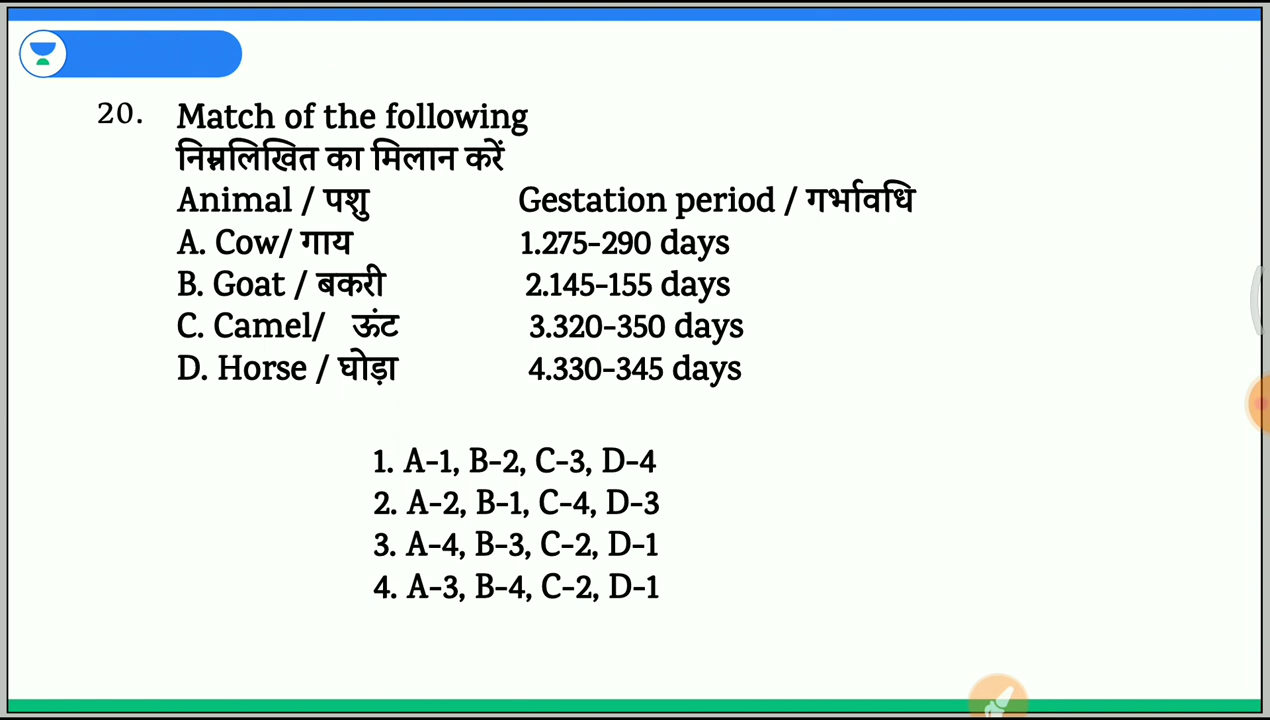 20. Match of the following
निम्नलिखित का मिलान करें
Animal / पशु Gestation period / गर्भावधि
A. Cow/ गाय 1.275-290 days
B. Goat / बकरी 2.145-155 days
C. Camel/ ऊंट 3.320-350 days
D. Horse / घोड़ा 4.330-345 days
1. A-1, B-2, C-3, D-4
2. A-2, B-1, C-4, D-3
3. A-4, B-3, C-2, D-1
4. A-3, B-4, C-2, D-1